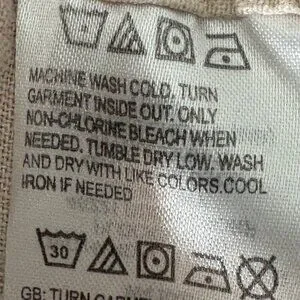 MACHINE WASH COLD. TURN
GARMENT INSIDE OUT. ONLY
NON-CHLORINE BLEACH WHEN
NEEDED. TUMBLE DRY LOW. WASH
AND DRY WITH LIKE COLORS.COOL
IRON IF NEEDED
30
GB: TURN